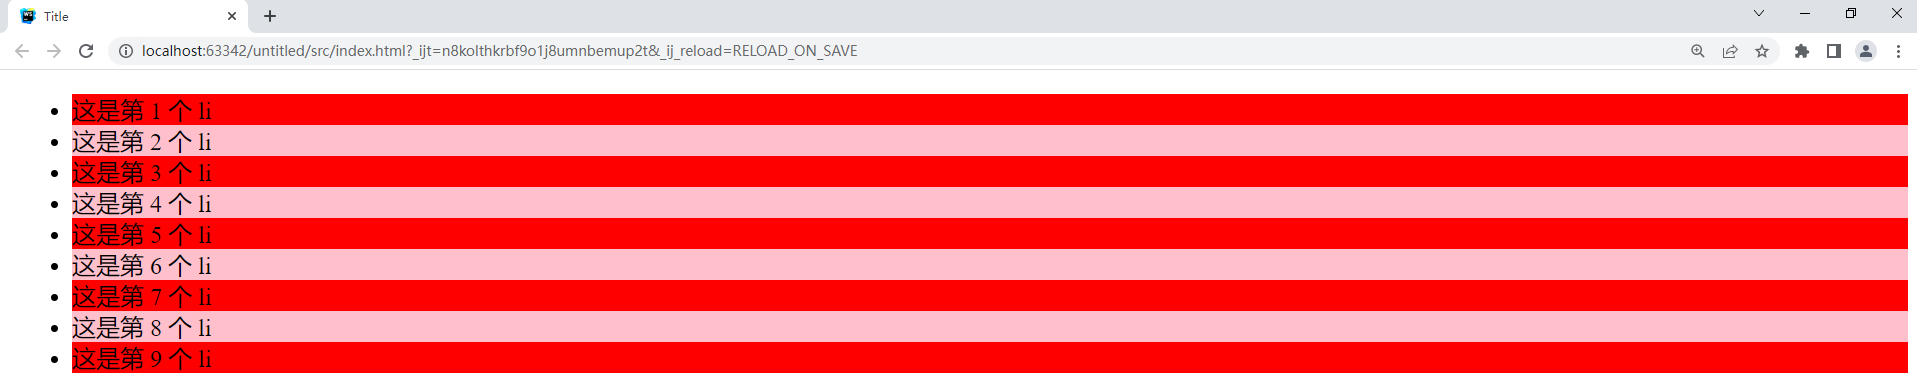 Title
localhost:63342/untitled/src/index.html?_ijt=n8kolthkrbf9o1j8umnbemup2t&_ij_reload=RELOAD_ON_SAVE
这是第 1 个 li
这是第 2 个 li
这是第 3 个 li
这是第 4 个 li
这是第 5 个 li
这是第 6 个 li
这是第 7 个 li
这是第 8 个 li
这是第 9 个 li